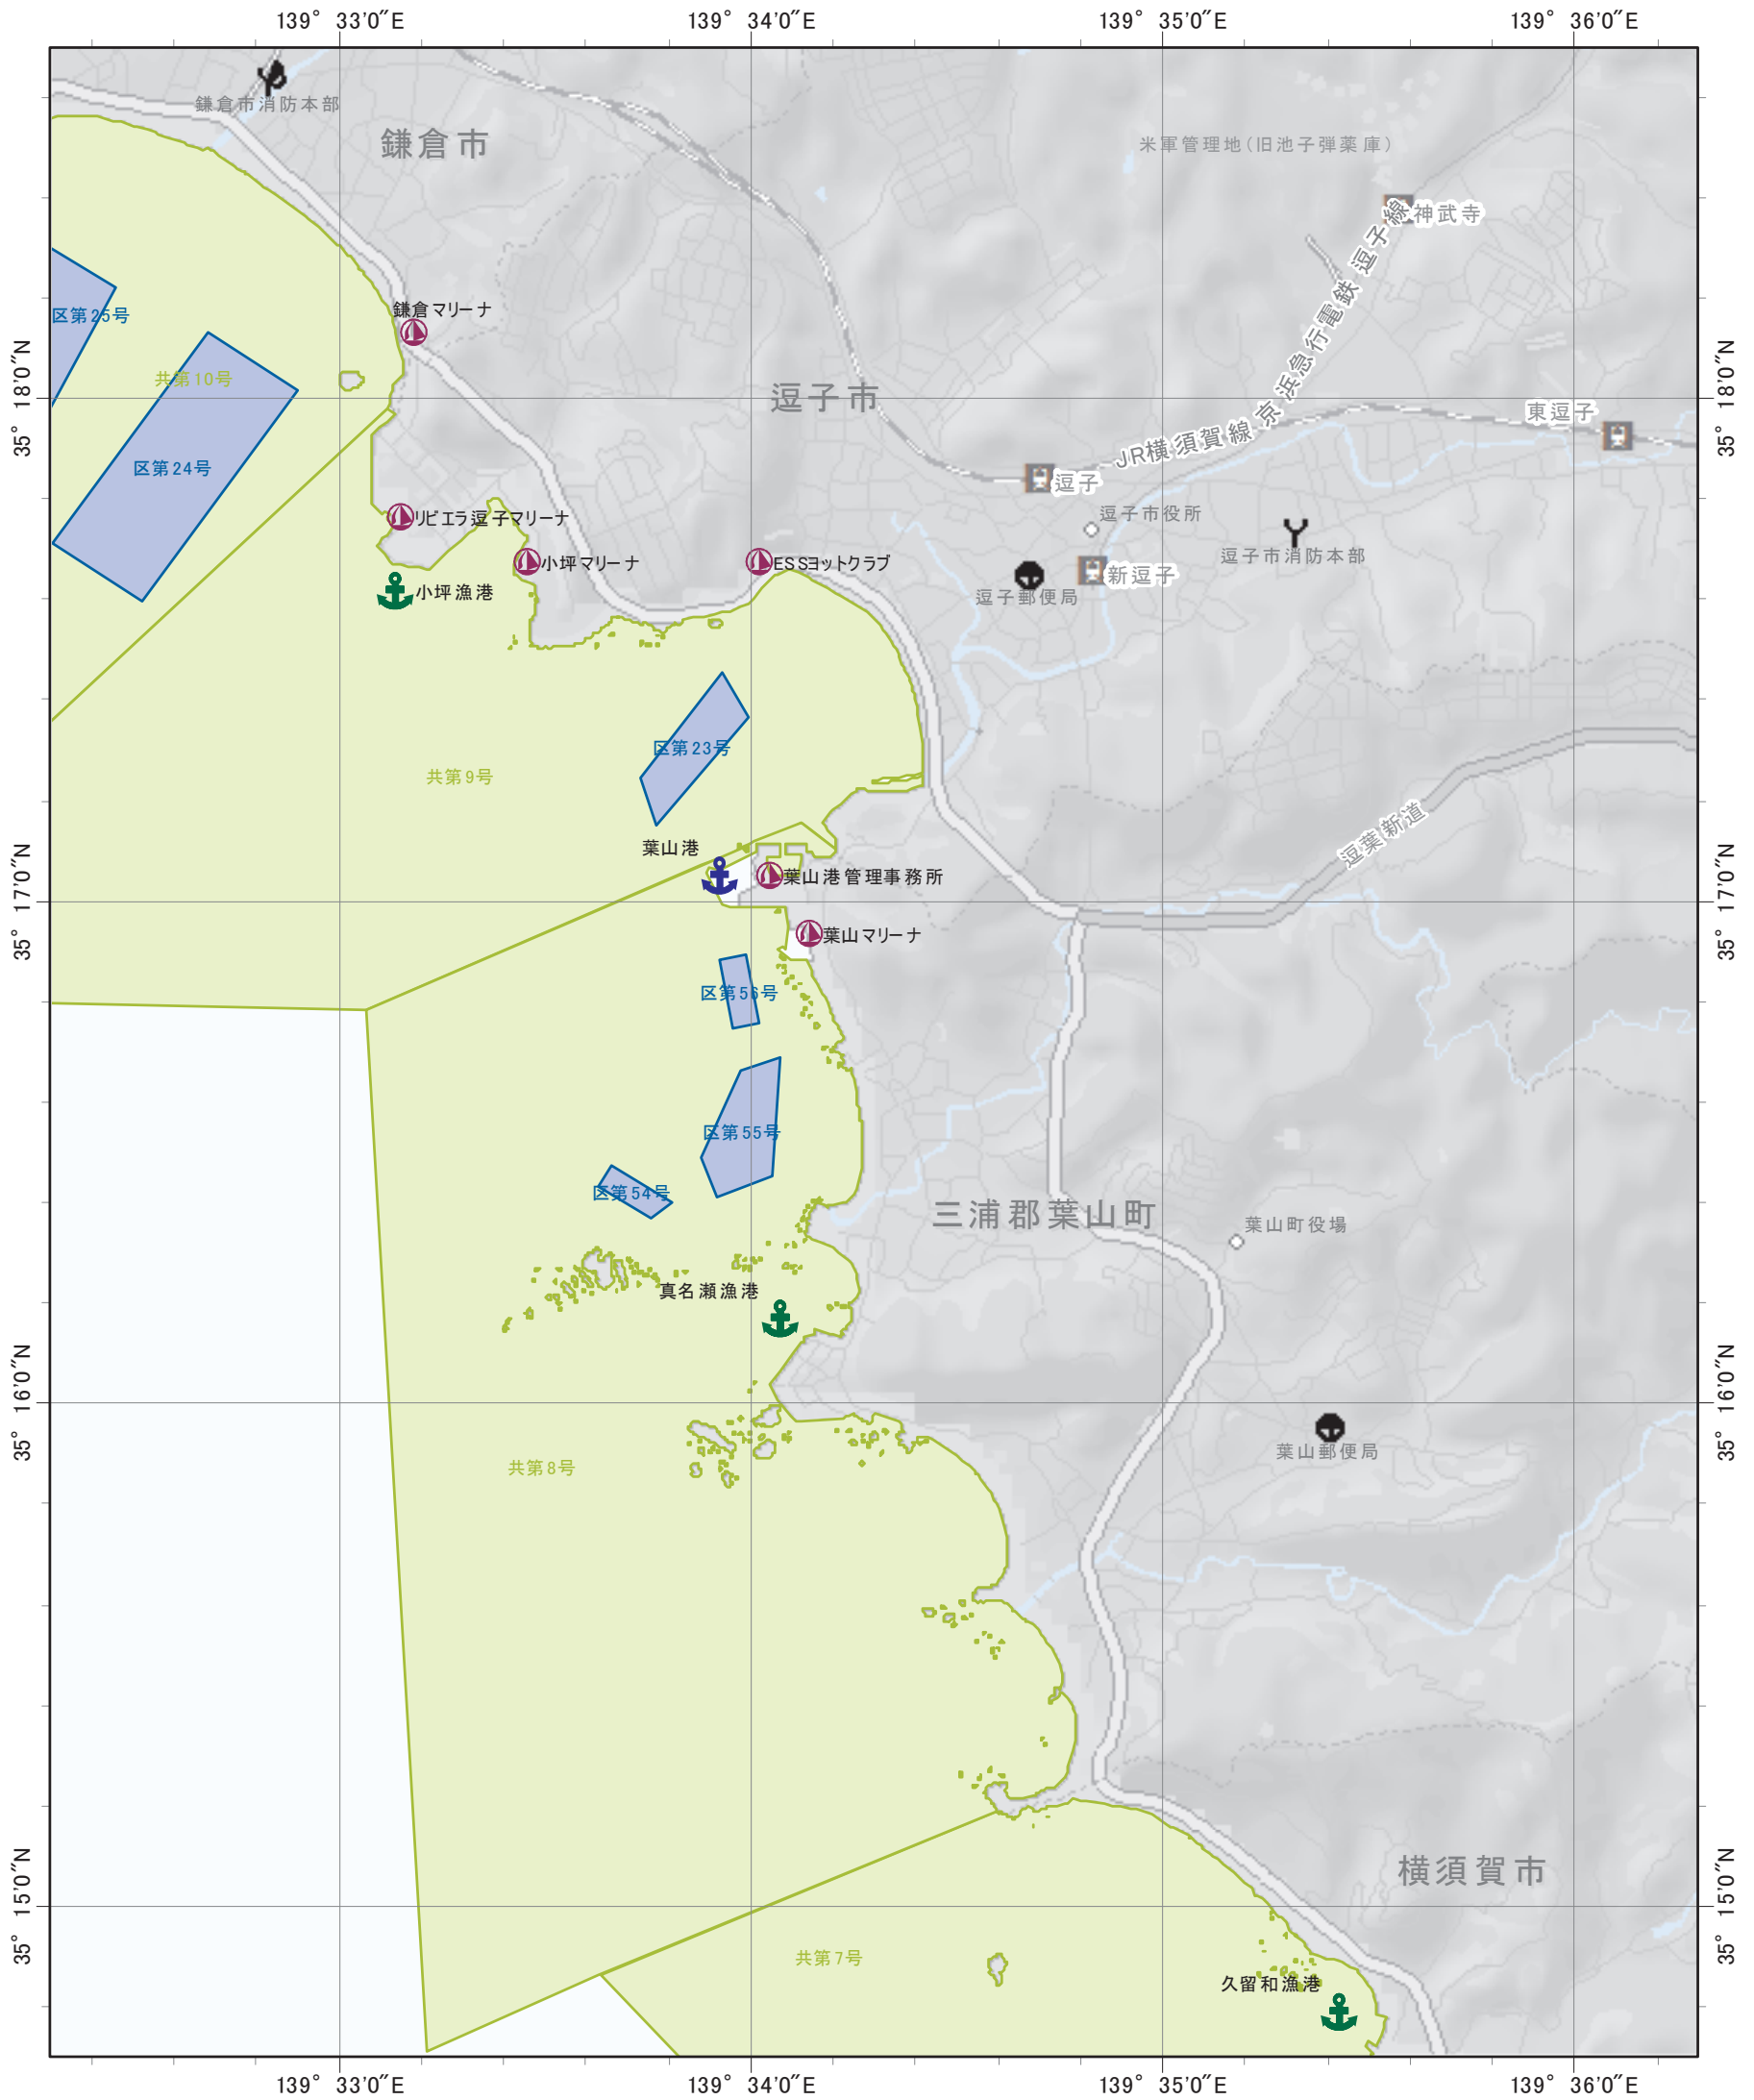 139° 33'0"E
139° 34'0"E
139° 35'0"E
139° 36'0"E
鎌倉市消防本部
鎌倉市
米軍管理地(旧池子弾薬庫)
神武寺
区第25号
鎌倉マリーナ
共第10号
逗子市
京浜急行電鉄 逗子線
35° 18'0"N
35° 18'0"N
東逗子
JR横須賀線
区第24号
逗子
リビエラ逗子マリーナ
逗子市役所
小坪マリーナ
ESSヨットクラブ
逗子市消防本部
新逗子
小坪漁港
逗子郵便局
区第23号
共第9号
逗葉新道
葉山港
葉山港管理事務所
35° 17'0"N
35° 17'0"N
葉山マリーナ
区第56号
区第55号
区第54号
三浦郡葉山町
葉山町役場
真名瀬漁港
35° 16'0"N
35° 16'0"N
葉山郵便局
共第8号
横須賀市
35° 15'0"N
35° 15'0"N
共第7号
久留和漁港
139° 33'0"E
139° 34'0"E
139° 35'0"E
139° 36'0"E